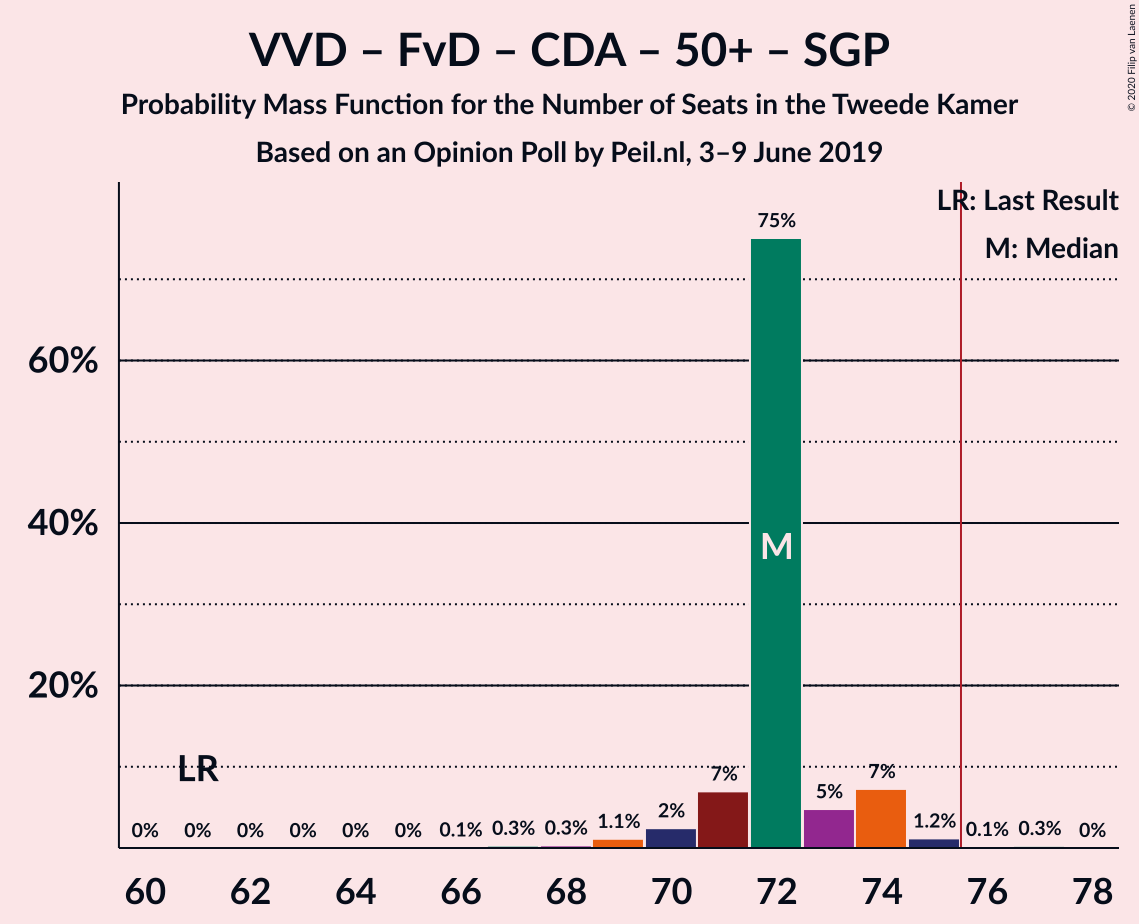 VVD – FvD – CDA – 50+ – SGP
Probability Mass Function for the Number of Seats in the Tweede Kamer
Based on an Opinion Poll by Peil.nl, 3–9 June 2019
© 2020 Filip van Laenen
LR: Last Result
M: Median
60%
40%
20%
LR
M
0% 0% 0% 0% 0% 0% 0.1% 0.3% 0.3% 1.1% 2% 7% 75% 5% 7% 1.2% 0.1% 0.3% 0%
60 62 64 66 68 70 72 74 76 78